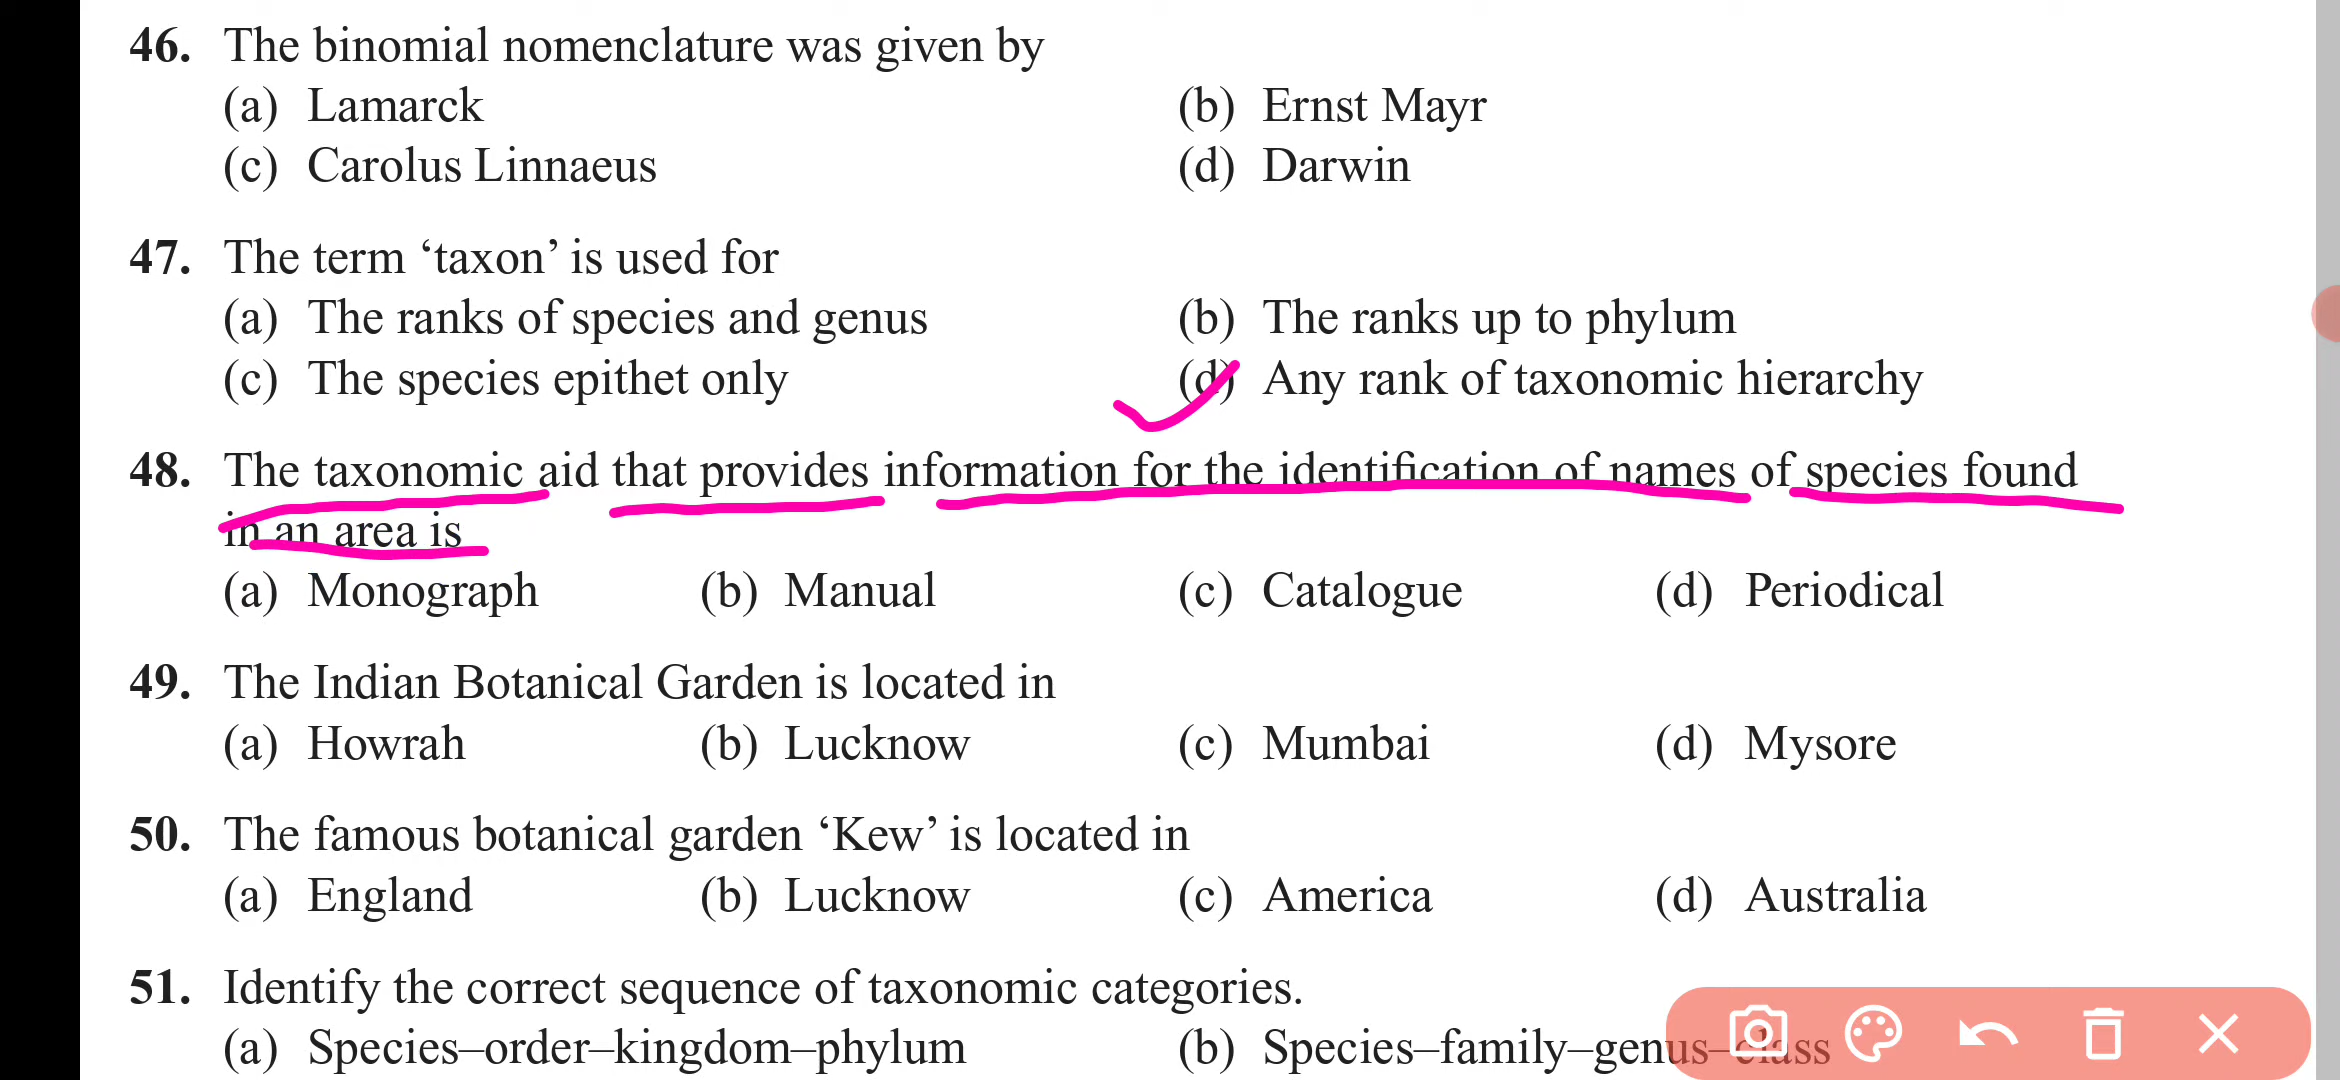 46. The binomial nomenclature was given by
(a) Lamarck (b) Ernst Mayr
(c) Carolus Linnaeus (d) Darwin
47. The term ‘taxon’ is used for
(a) The ranks of species and genus (b) The ranks up to phylum
(c) The species epithet only (d) Any rank of taxonomic hierarchy
48. The taxonomic aid that provides information for the identification of names of species found
in an area is
(a) Monograph (b) Manual (c) Catalogue (d) Periodical
49. The Indian Botanical Garden is located in
(a) Howrah (b) Lucknow (c) Mumbai (d) Mysore
50. The famous botanical garden ‘Kew’ is located in
(a) England (b) Lucknow (c) America (d) Australia
51. Identify the correct sequence of taxonomic categories.
(a) Species–order–kingdom–phylum (b) Species–family–genus–class